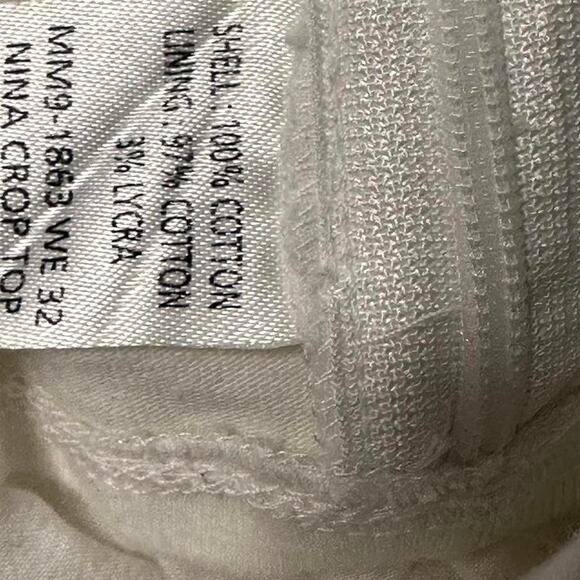 SHELL : 100% COTTON
LINING : 97% COTTON
3% LYCRA
MM9-1863 WE 32
NINA CROP TOP